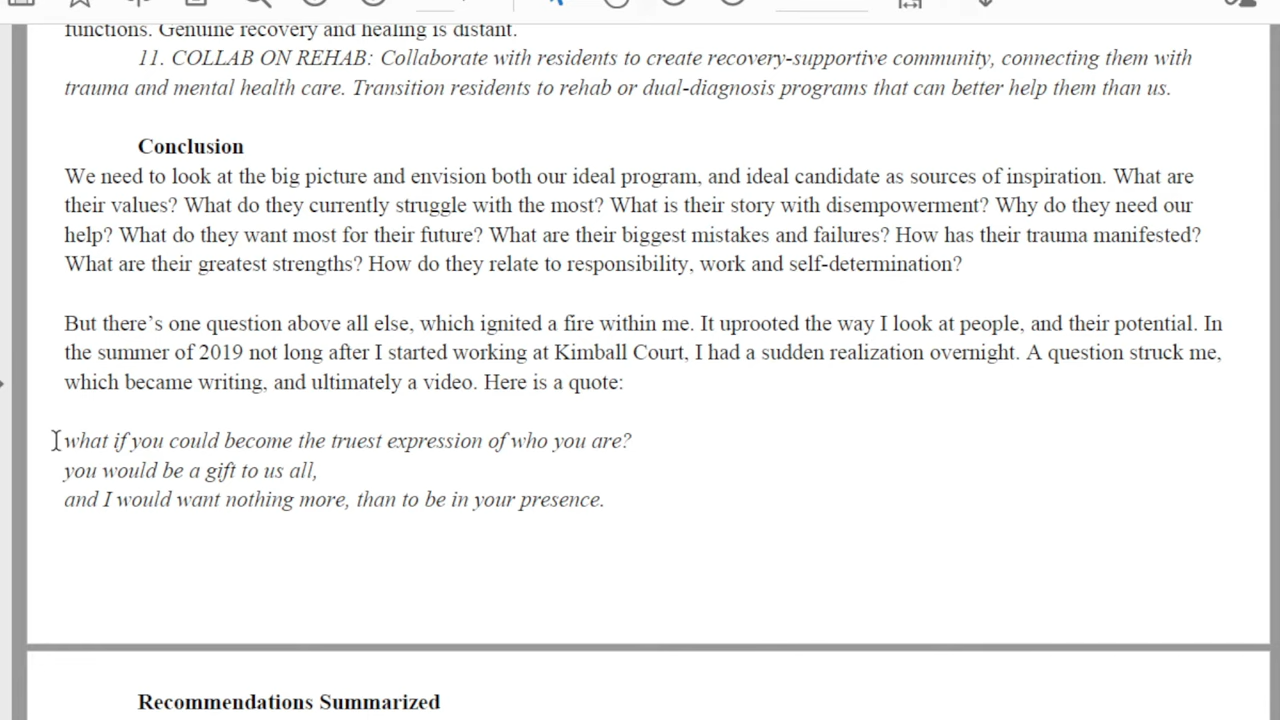 functions. Genuine recovery and healing is distant.
11. COLLAB ON REHAB: Collaborate with residents to create recovery-supportive community, connecting them with
trauma and mental health care. Transition residents to rehab or dual-diagnosis programs that can better help them than us.
Conclusion
We need to look at the big picture and envision both our ideal program, and ideal candidate as sources of inspiration. What are
their values? What do they currently struggle with the most? What is their story with disempowerment? Why do they need our
help? What do they want most for their future? What are their biggest mistakes and failures? How has their trauma manifested?
What are their greatest strengths? How do they relate to responsibility, work and self-determination?
But there’s one question above all else, which ignited a fire within me. It uprooted the way I look at people, and their potential. In
the summer of 2019 not long after I started working at Kimball Court, I had a sudden realization overnight. A question struck me,
which became writing, and ultimately a video. Here is a quote:
what if you could become the truest expression of who you are?
you would be a gift to us all,
and I would want nothing more, than to be in your presence.
Recommendations Summarized